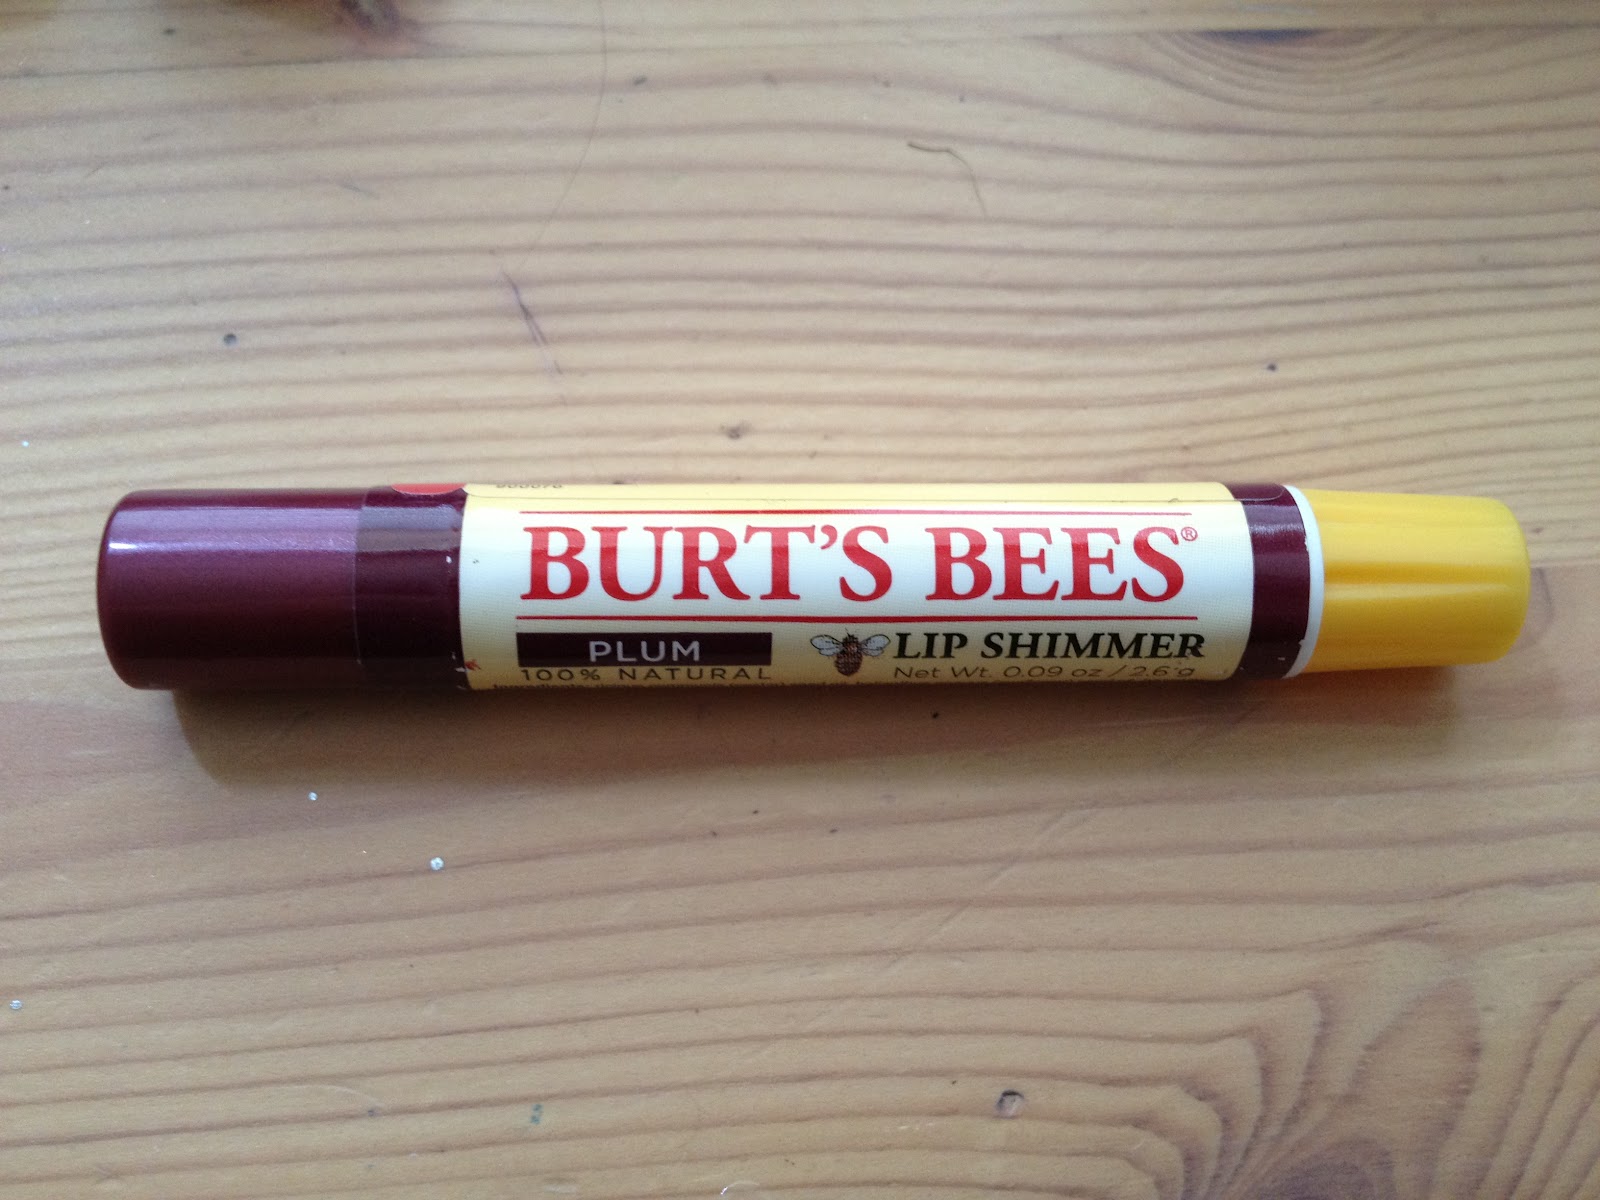 BURT'S BEES®
PLUM
LIP SHIMMER
100% NATURAL
Net Wt. 0.09 oz / 2.6 g